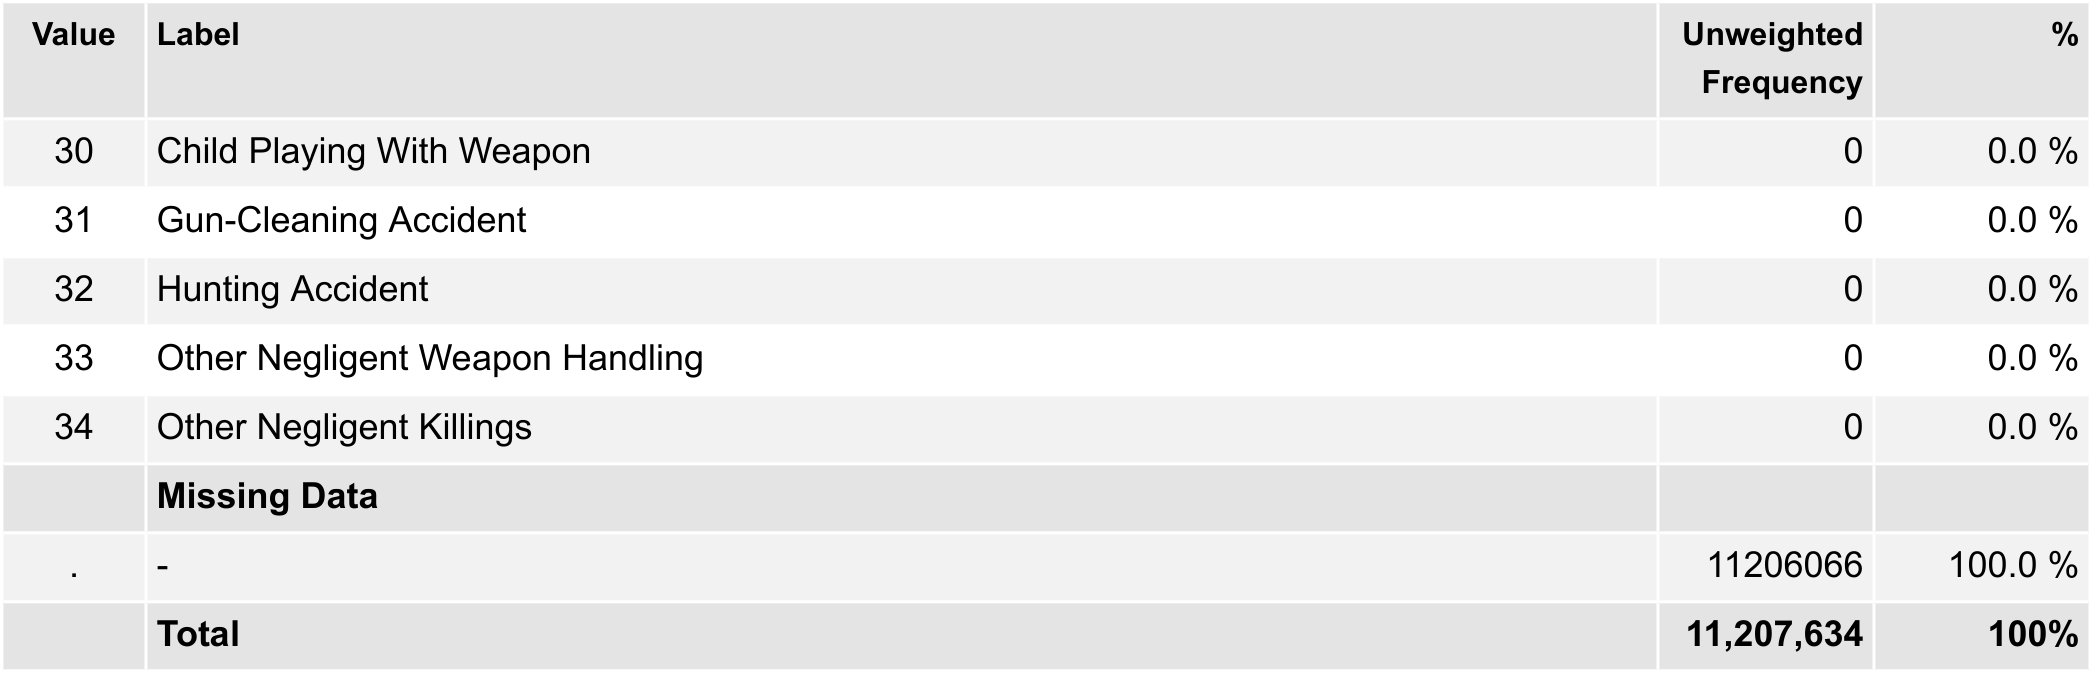 Value Label Unweighted Frequency %
30 Child Playing With Weapon 0 0.0 %
31 Gun-Cleaning Accident 0 0.0 %
32 Hunting Accident 0 0.0 %
33 Other Negligent Weapon Handling 0 0.0 %
34 Other Negligent Killings 0 0.0 %
Missing Data
. - 11206066 100.0 %
Total 11,207,634 100%